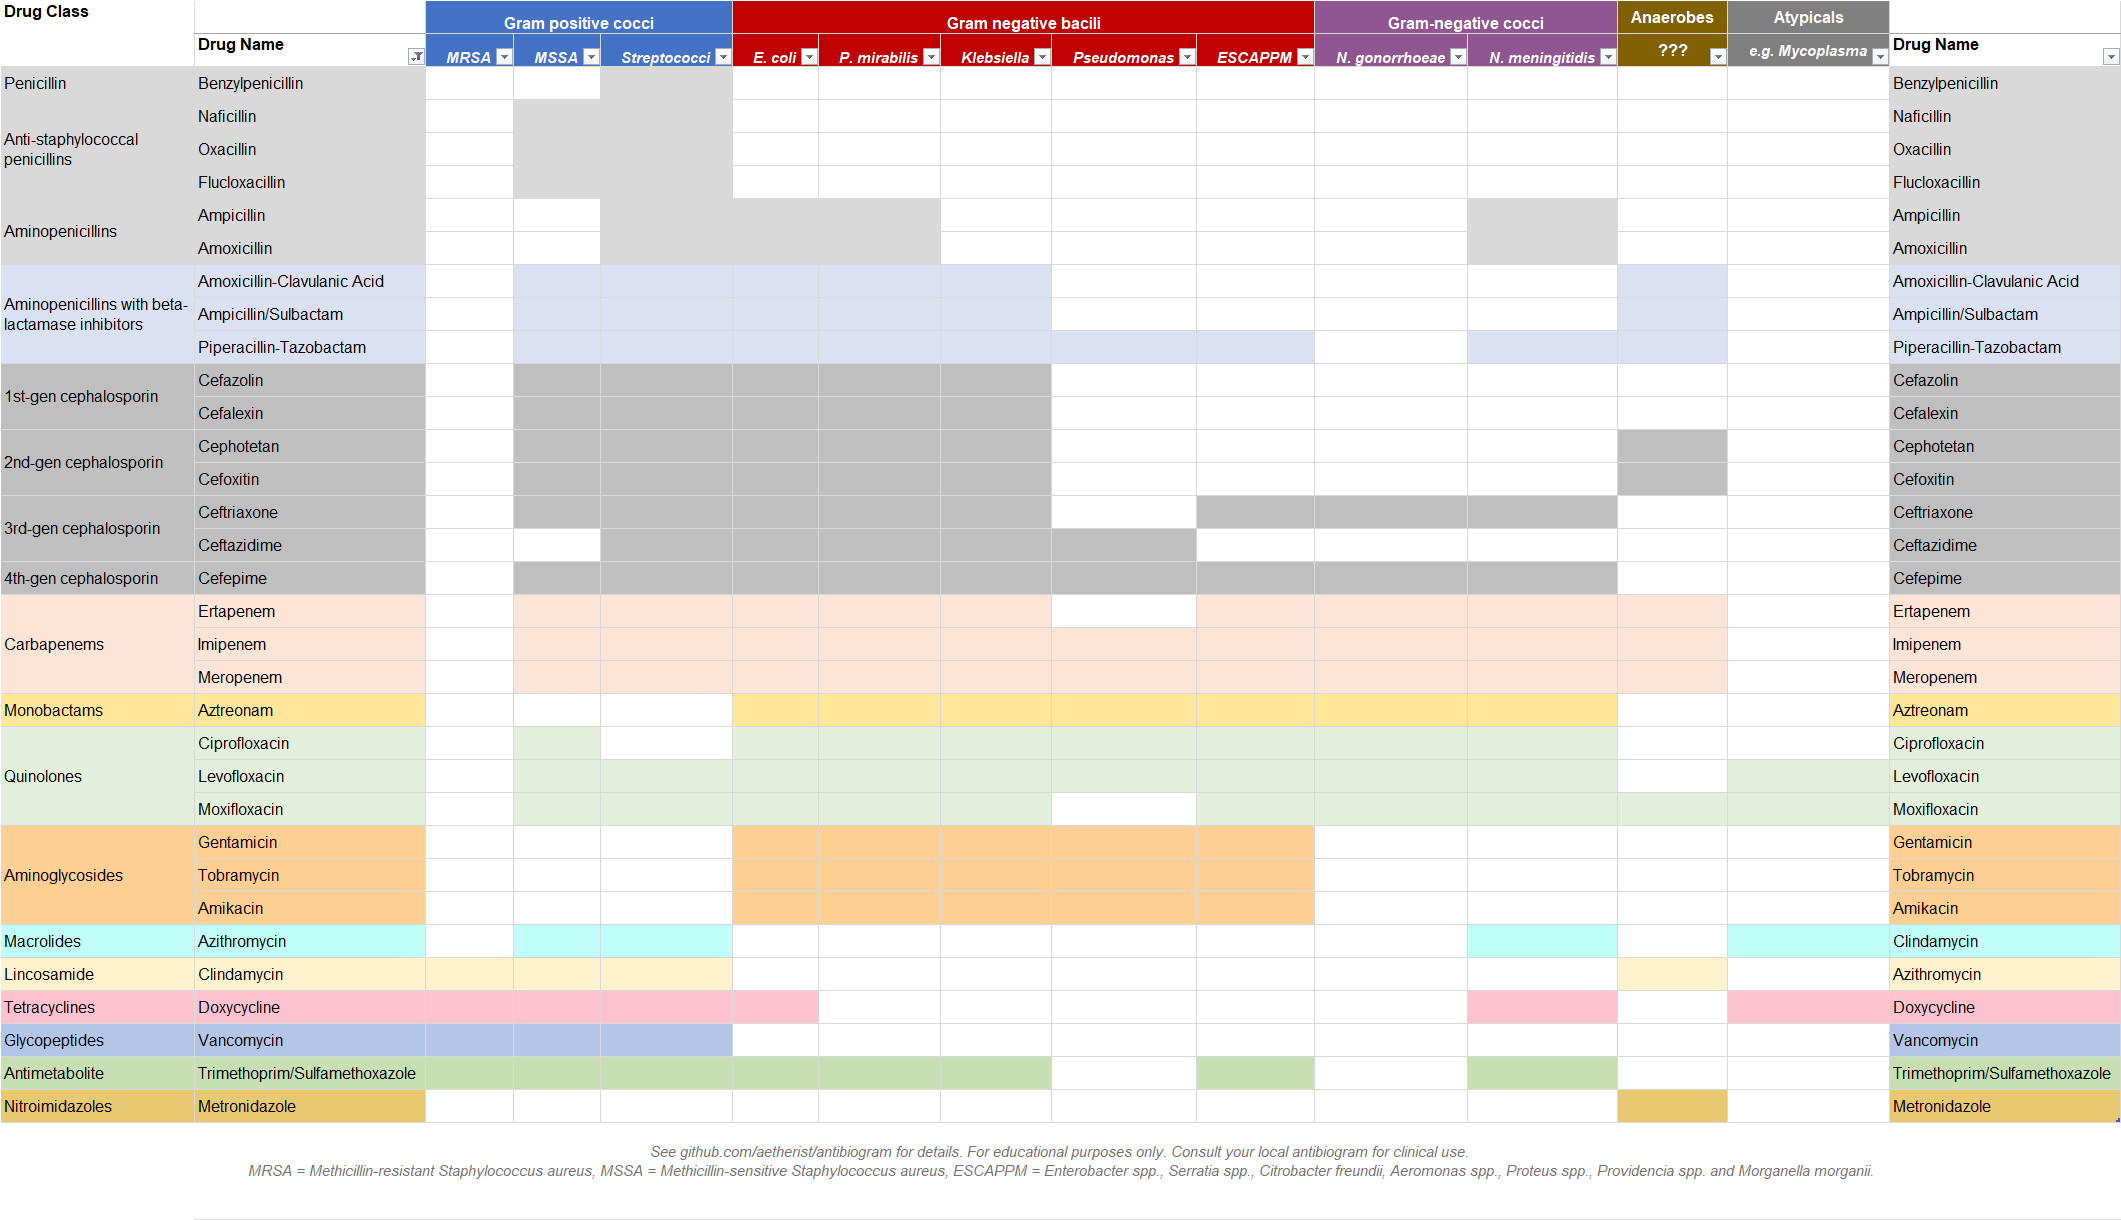 Drug Class
Gram positive cocci Gram negative bacili Gram-negative cocci Anaerobes Atypicals
Drug Name MRSA MSSA Streptococci E. coli P. mirabilis Klebsiella Pseudomonas ESCAPPM N. gonorrhoeae N. meningitidis ??? e.g. Mycoplasma Drug Name
Penicillin Benzylpenicillin Benzylpenicillin
Naficillin Naficillin
Anti-staphylococcal
penicillins
Oxacillin Oxacillin
Flucloxacillin Flucloxacillin
Ampicillin Ampicillin
Aminopenicillins
Amoxicillin Amoxicillin
Amoxicillin-Clavulanic Acid Amoxicillin-Clavulanic Acid
Aminopenicillins with beta-
lactamase inhibitors
Ampicillin/Sulbactam Ampicillin/Sulbactam
Piperacillin-Tazobactam Piperacillin-Tazobactam
Cefazolin Cefazolin
1st-gen cephalosporin
Cefalexin Cefalexin
Cephotetan Cephotetan
2nd-gen cephalosporin
Cefoxitin Cefoxitin
Ceftriaxone Ceftriaxone
3rd-gen cephalosporin
Ceftazidime Ceftazidime
4th-gen cephalosporin Cefepime Cefepime
Ertapenem Ertapenem
Carbapenems Imipenem Imipenem
Meropenem Meropenem
Monobactams Aztreonam Aztreonam
Ciprofloxacin Ciprofloxacin
Quinolones Levofloxacin Levofloxacin
Moxifloxacin Moxifloxacin
Gentamicin Gentamicin
Aminoglycosides Tobramycin Tobramycin
Amikacin Amikacin
Macrolides Azithromycin Clindamycin
Lincosamide Clindamycin Azithromycin
Tetracyclines Doxycycline Doxycycline
Glycopeptides Vancomycin Vancomycin
Antimetabolite Trimethoprim/Sulfamethoxazole Trimethoprim/Sulfamethoxazole
Nitroimidazoles Metronidazole Metronidazole
See github.com/aetherist/antibiogram for details. For educational purposes only. Consult your local antibiogram for clinical use.
MRSA = Methicillin-resistant Staphylococcus aureus, MSSA = Methicillin-sensitive Staphylococcus aureus, ESCAPPM = Enterobacter spp., Serratia spp., Citrobacter freundii, Aeromonas spp., Proteus spp., Providencia spp. and Morganella morganii.